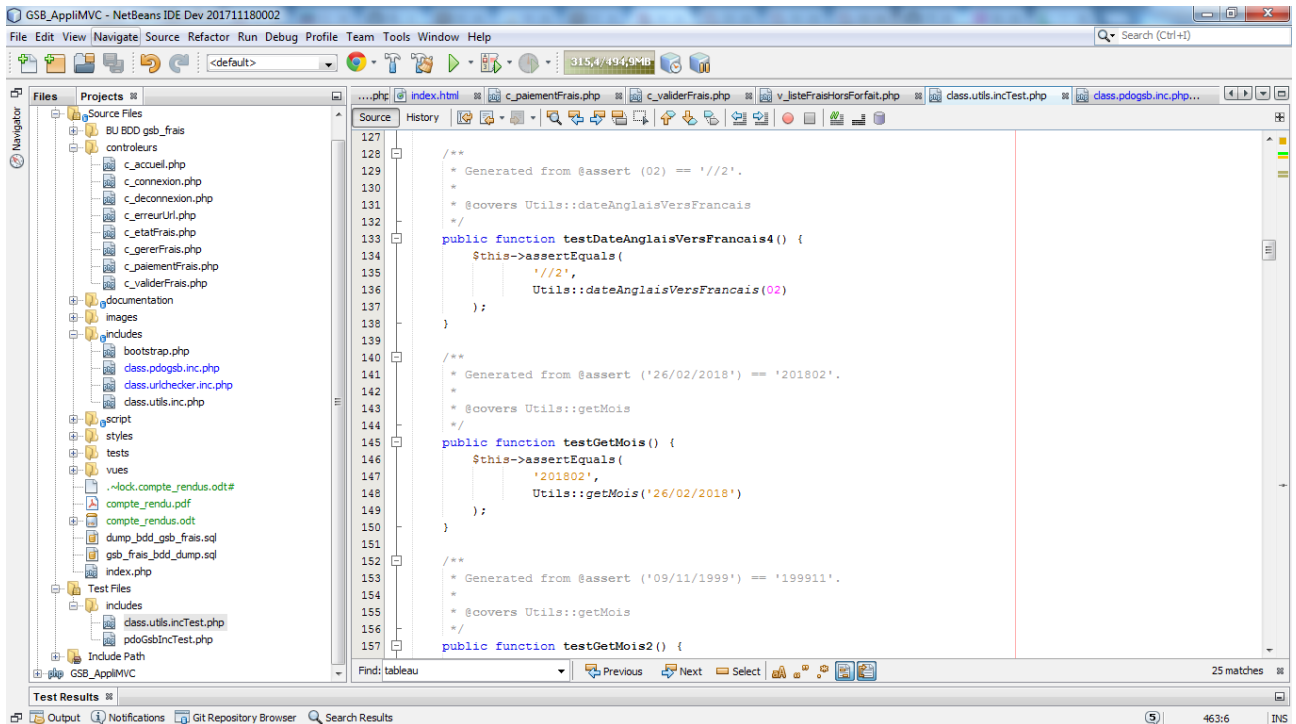 GSB_AppliMVC - NetBeans IDE Dev 201711180002
File Edit View Navigate Source Refactor Run Debug Profile Team Tools Window Help
Search (Ctrl+I)
<default>
315,4/494,9MB
Files Projects
....php index.html c_paiementFrais.php c_validerFrais.php v_listeFraisHorsForfait.php class.utils.incTest.php class.pdogsb.inc.php...
Source History
Navigator
Source Files
BU BDD gsb_frais
controleurs
c_accueil.php
c_connexion.php
c_deconnexion.php
c_erreurUrl.php
c_etatFrais.php
c_gererFrais.php
c_paiementFrais.php
c_validerFrais.php
documentation
images
includes
bootstrap.php
class.pdogsb.inc.php
class.urlchecker.inc.php
class.utils.inc.php
script
styles
tests
vues
.~lock.compte_rendus.odt#
compte_rendu.pdf
compte_rendus.odt
dump_bdd_gsb_frais.sql
gsb_frais_bdd_dump.sql
index.php
Test Files
includes
class.utils.incTest.php
pdoGsbIncTest.php
Include Path
GSB_AppliMVC
127
128 /**
129 * Generated from @assert (02) == '//2'.
130 *
131 * @covers Utils::dateAnglaisVersFrancais
132 */
133 public function testDateAnglaisVersFrancais4() {
134 $this->assertEquals(
135 '//2',
136 Utils::dateAnglaisVersFrancais(02)
137 );
138 }
139
140 /**
141 * Generated from @assert ('26/02/2018') == '201802'.
142 *
143 * @covers Utils::getMois
144 */
145 public function testGetMois() {
146 $this->assertEquals(
147 '201802',
148 Utils::getMois('26/02/2018')
149 );
150 }
151
152 /**
153 * Generated from @assert ('09/11/1999') == '199911'.
154 *
155 * @covers Utils::getMois
156 */
157 public function testGetMois2() {
Find: tableau Previous Next Select 25 matches
Test Results
Output Notifications Git Repository Browser Search Results 5 463:6 INS